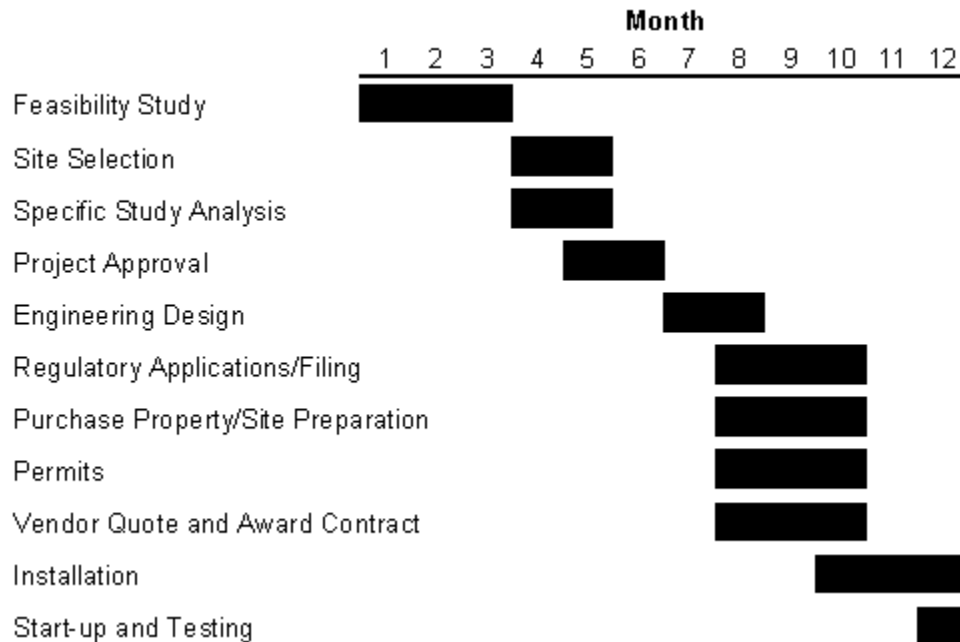 Month
1 2 3 4 5 6 7 8 9 10 11 12
Feasibility Study
Site Selection
Specific Study Analysis
Project Approval
Engineering Design
Regulatory Applications/Filing
Purchase Property/Site Preparation
Permits
Vendor Quote and Award Contract
Installation
Start-up and Testing